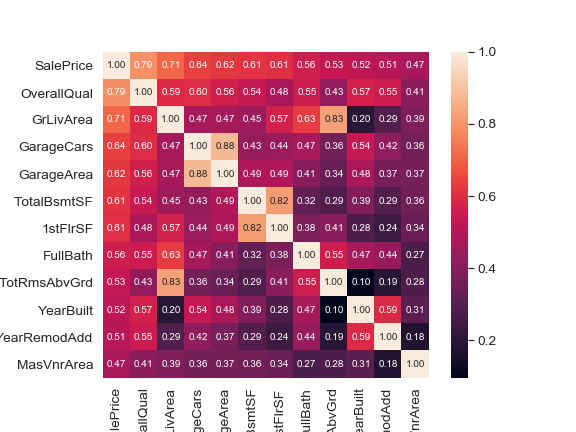 SalePrice 1.00 0.79 0.71 0.64 0.62 0.61 0.61 0.56 0.53 0.52 0.51 0.47
OverallQual 0.79 1.00 0.59 0.60 0.56 0.54 0.48 0.55 0.43 0.57 0.55 0.41
GrLivArea 0.71 0.59 1.00 0.47 0.47 0.45 0.57 0.63 0.83 0.20 0.29 0.39
GarageCars 0.64 0.60 0.47 1.00 0.88 0.43 0.44 0.47 0.36 0.54 0.42 0.36
GarageArea 0.62 0.56 0.47 0.88 1.00 0.49 0.49 0.41 0.34 0.48 0.37 0.37
TotalBsmtSF 0.61 0.54 0.45 0.43 0.49 1.00 0.82 0.32 0.29 0.39 0.29 0.36
1stFlrSF 0.61 0.48 0.57 0.44 0.49 0.82 1.00 0.38 0.41 0.28 0.24 0.34
FullBath 0.56 0.55 0.63 0.47 0.41 0.32 0.38 1.00 0.55 0.47 0.44 0.27
TotRmsAbvGrd 0.53 0.43 0.83 0.36 0.34 0.29 0.41 0.55 1.00 0.10 0.19 0.28
YearBuilt 0.52 0.57 0.20 0.54 0.48 0.39 0.28 0.47 0.10 1.00 0.59 0.31
YearRemodAdd 0.51 0.55 0.29 0.42 0.37 0.29 0.24 0.44 0.19 0.59 1.00 0.18
MasVnrArea 0.47 0.41 0.39 0.36 0.37 0.36 0.34 0.27 0.28 0.31 0.18 1.00
lePrice
allQual
LivArea
geCars
geArea
BsmtSF
stFlrSF
ullBath
AbvGrd
earBuilt
modAdd
nrArea
1.0
0.8
0.6
0.4
0.2